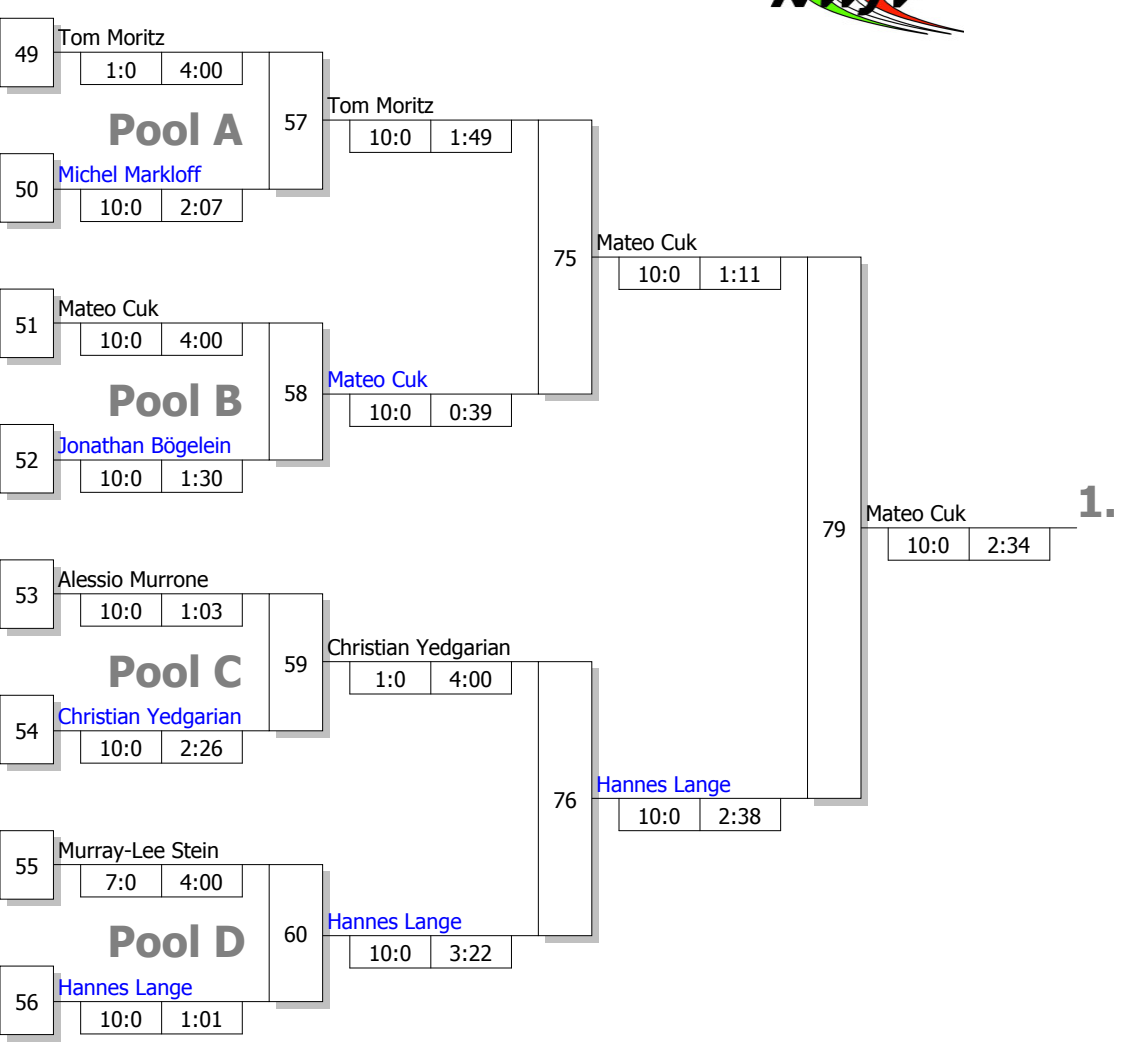 49
Tom Moritz
1:0 4:00
Pool A
57
Tom Moritz
10:0 1:49
50
Michel Markloff
10:0 2:07
75
Mateo Cuk
10:0 1:11
51
Mateo Cuk
10:0 4:00
Pool B
58
Mateo Cuk
10:0 0:39
52
Jonathan Bögelein
10:0 1:30
79
Mateo Cuk
10:0 2:34
1.
53
Alessio Murrone
10:0 1:03
Pool C
59
Christian Yedgarian
1:0 4:00
54
Christian Yedgarian
10:0 2:26
76
Hannes Lange
10:0 2:38
55
Murray-Lee Stein
7:0 4:00
Pool D
60
Hannes Lange
10:0 3:22
56
Hannes Lange
10:0 1:01